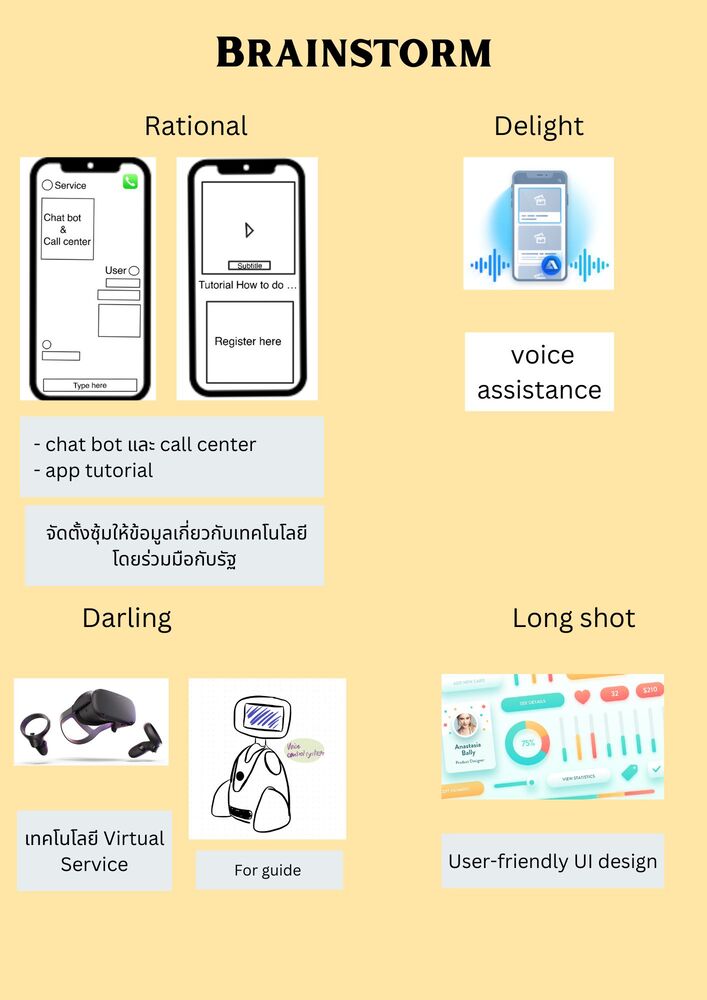 BRAINSTORM
Rational
Delight
Service
Chat bot
&
Call center
User
Type here
Subtitle
Tutorial How to do ...
Register here
voice
assistance
- chat bot และ call center
- app tutorial
จัดตั้งซุ้มให้ข้อมูลเกี่ยวกับเทคโนโลยี
โดยร่วมมือกับรัฐ
Darling
Long shot
Voice
control system
เทคโนโลยี Virtual
Service
For guide
ADD NEW CARD
SEE DETAILS
32
$210
Anastasia
Bally
Product Designer
75%
VIEW STATISTICS
User-friendly UI design